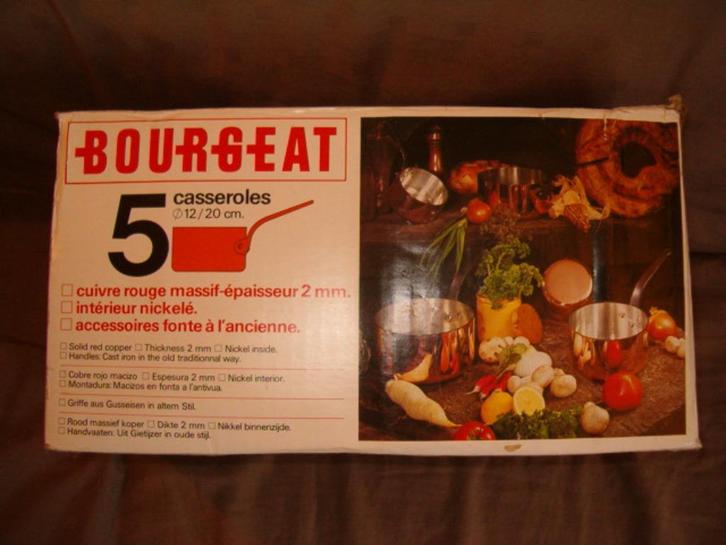 BOURGEAT
5 casseroles
∅ 12/20 cm.
☐ cuivre rouge massif-épaisseur 2 mm.
☐ intérieur nickelé.
☐ accessoires fonte à l'ancienne.
☐ Solid red copper ☐ Thickness 2 mm ☐ Nickel inside.
☐ Handles: Cast iron in the old traditionnal way.
☐ Cobre rojo macizo ☐ Espesura 2 mm ☐ Nickel interior.
☐ Montadura: Macizos en fonta a l'antivua.
☐ Griffe aus Gusseisen in altem Stil.
☐ Rood massief koper ☐ Dikte 2 mm ☐ Nikkel binnenzijde.
☐ Handvaaten: Uit Gietijzer in oude stijl.